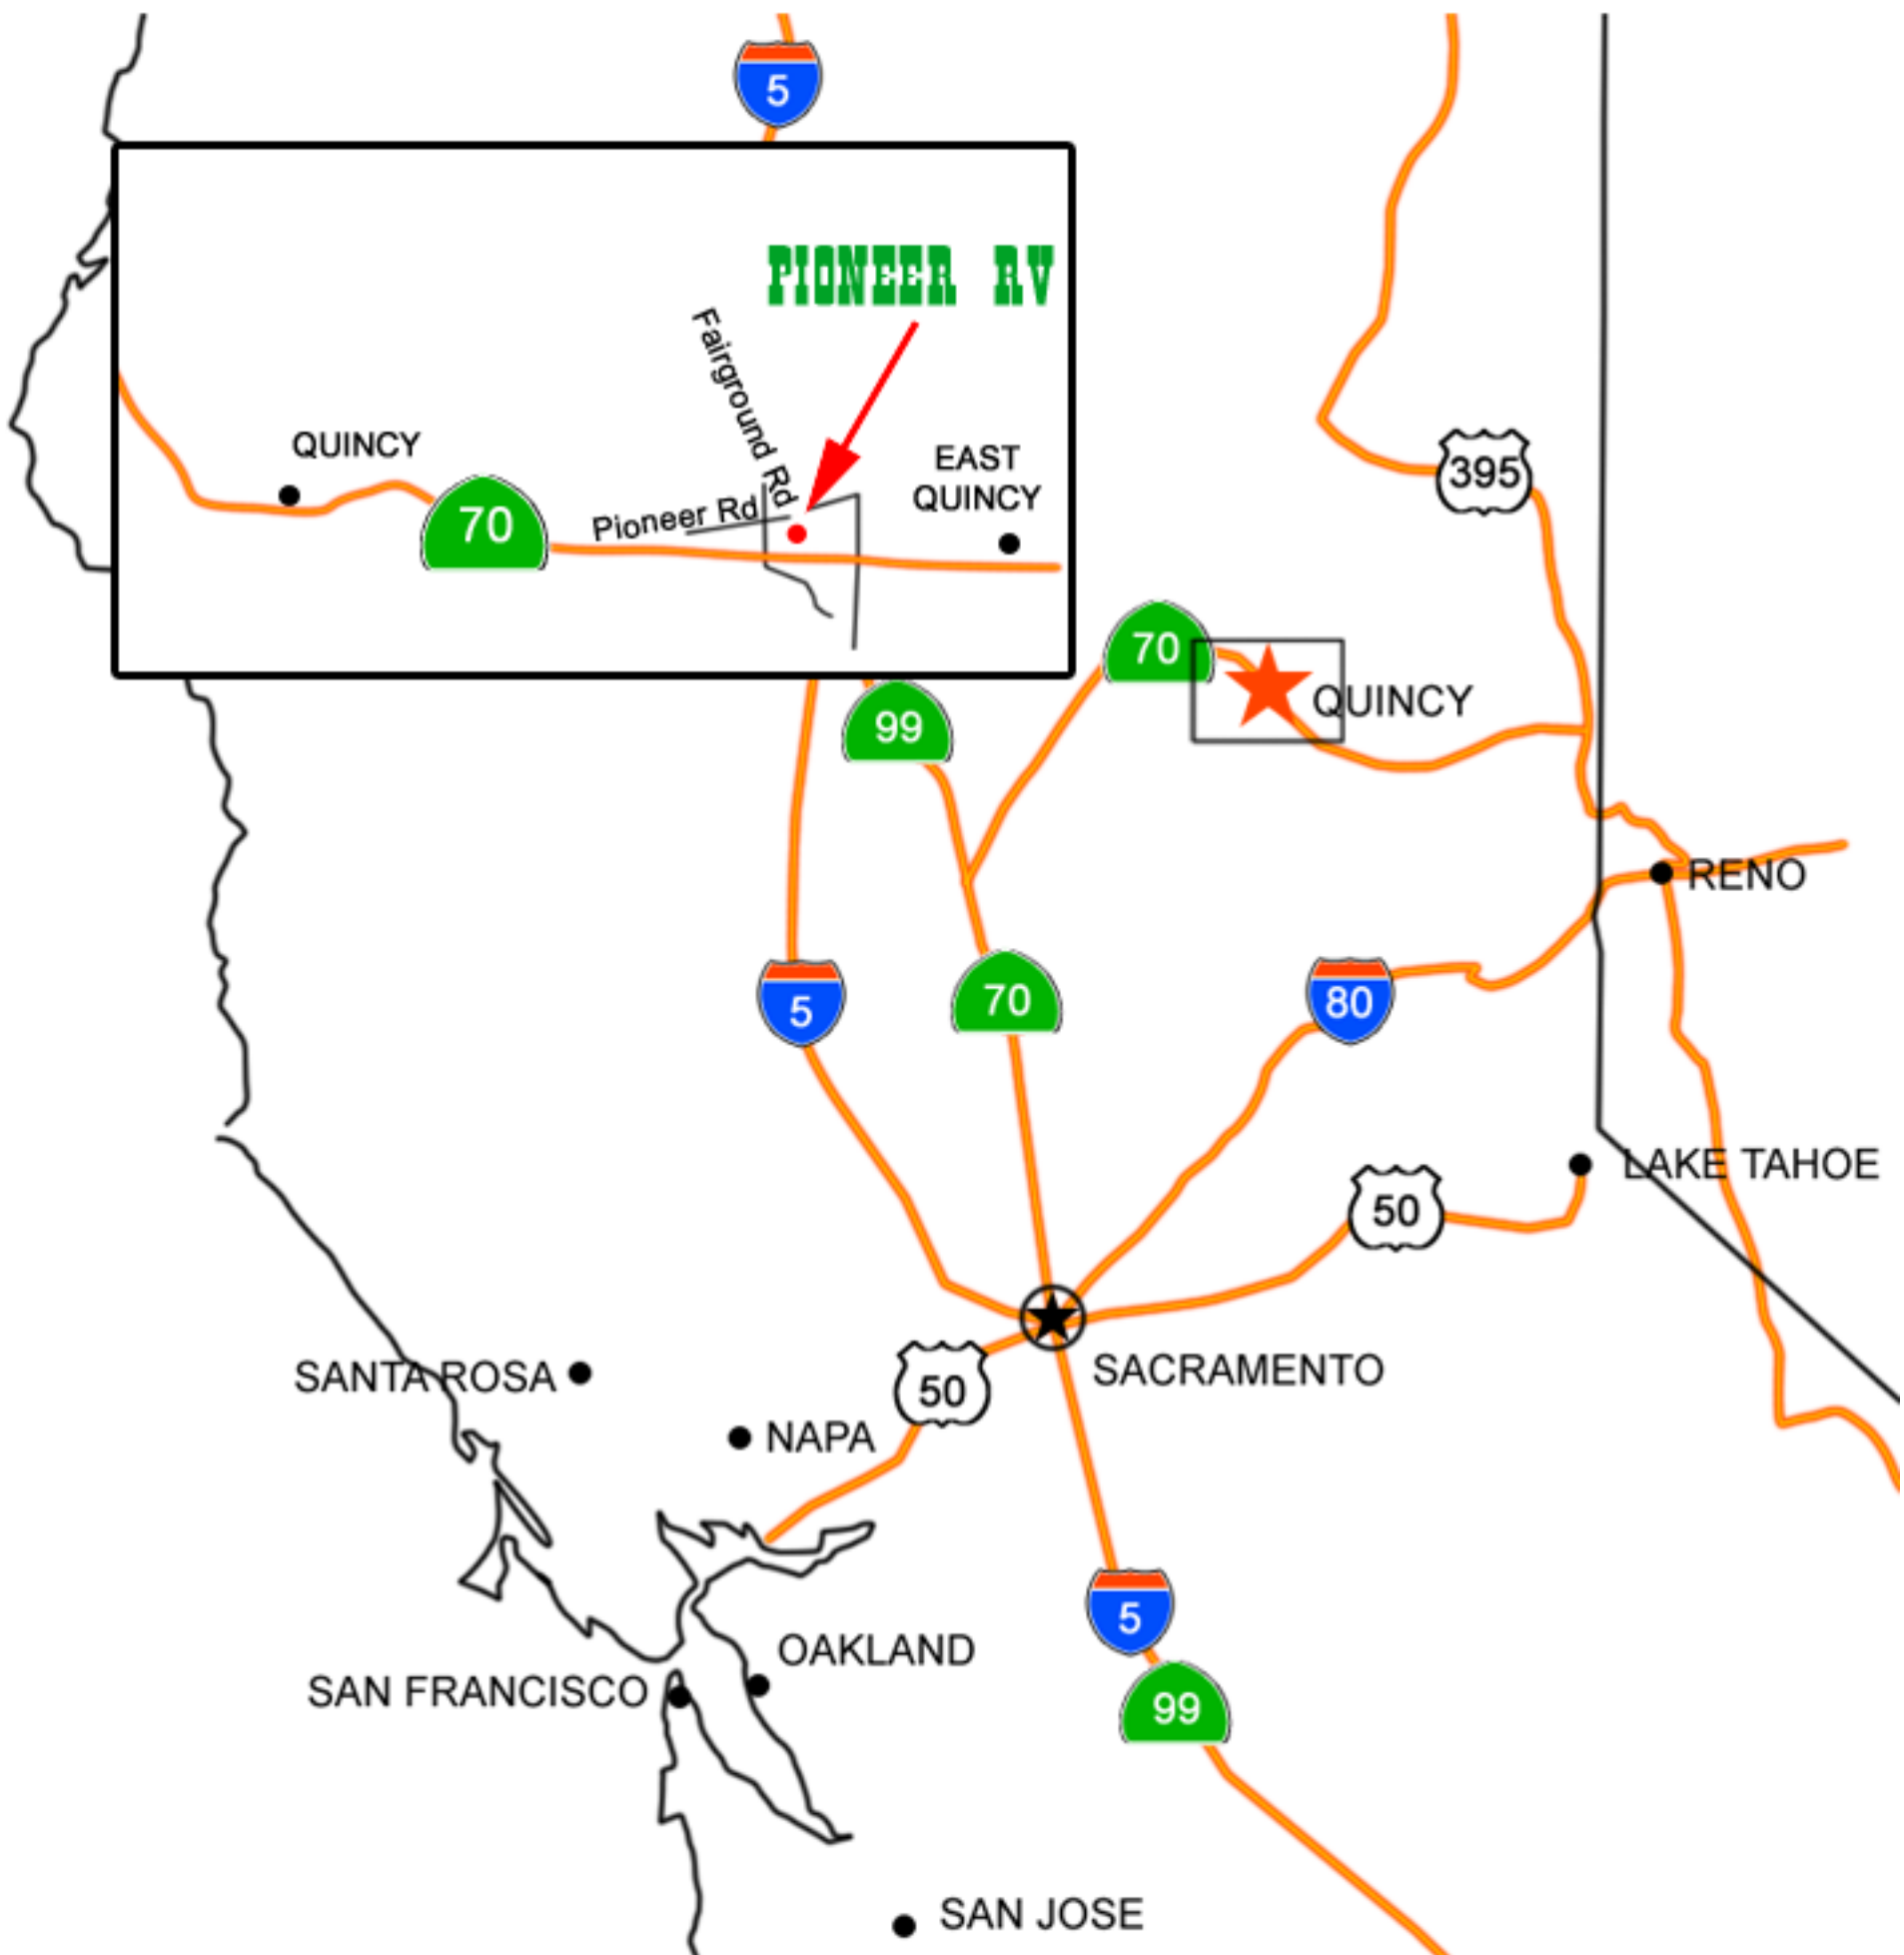 5
PIONEER RV
Fairground Rd
QUINCY
EAST
QUINCY
70
Pioneer Rd
395
70
QUINCY
99
RENO
5
70
80
LAKE TAHOE
50
SACRAMENTO
50
SANTA ROSA
NAPA
5
OAKLAND
SAN FRANCISCO
99
SAN JOSE